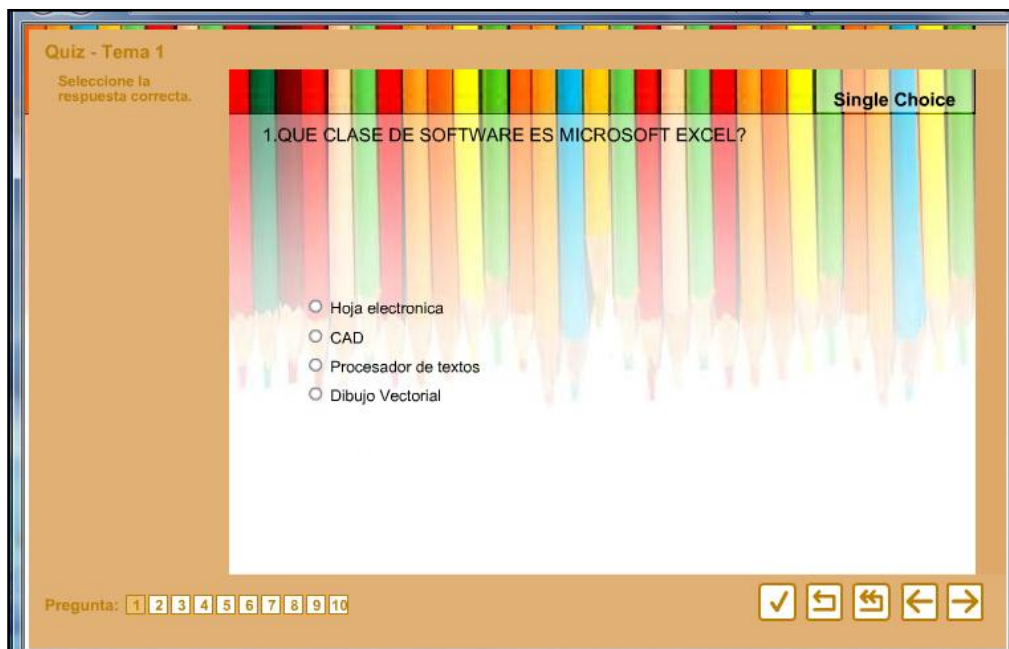 Quiz - Tema 1
Seleccione la
respuesta correcta.
Single Choice
1.QUE CLASE DE SOFTWARE ES MICROSOFT EXCEL?
Hoja electronica
CAD
Procesador de textos
Dibujo Vectorial
Pregunta: 1 2 3 4 5 6 7 8 9 10